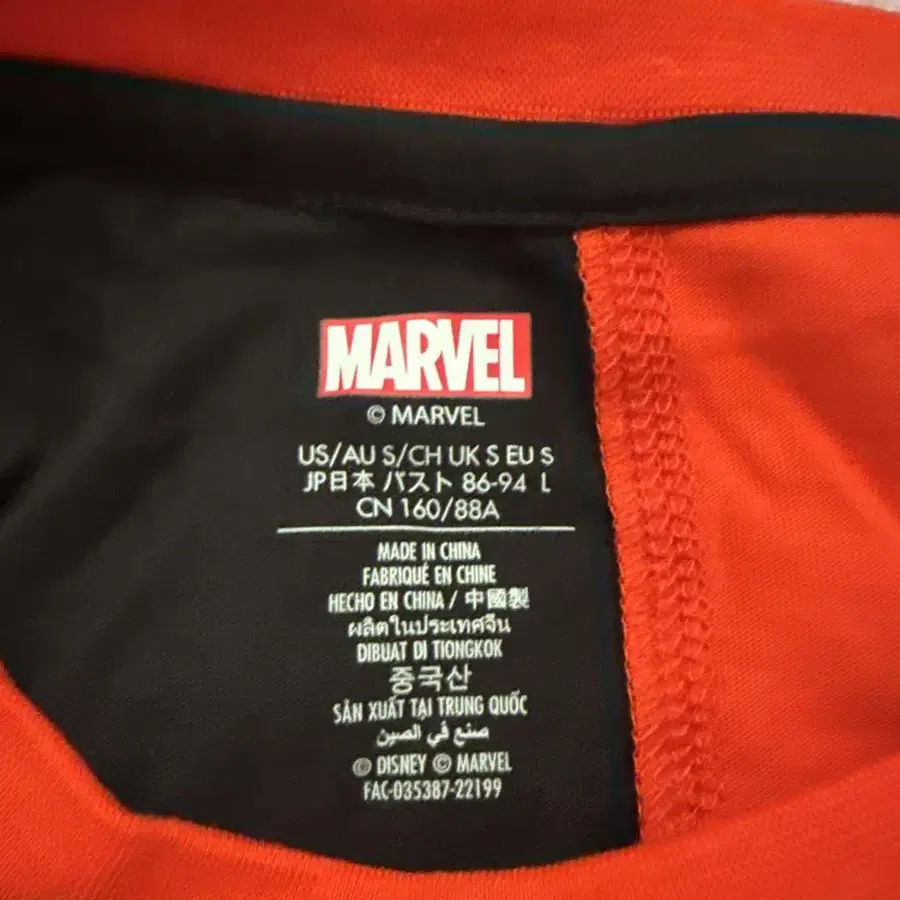 MARVEL
© MARVEL
US/AU S/CH UK S EU S
JP日本 バスト 86-94 L
CN 160/88A
MADE IN CHINA
FABRIQUÉ EN CHINE
HECHO EN CHINA / 中國製
ผลิตในประเทศจีน
DIBUAT DI TIONGKOK
중국산
SẢN XUẤT TẠI TRUNG QUỐC
صنع في الصين
© DISNEY © MARVEL
FAC-035387-22199